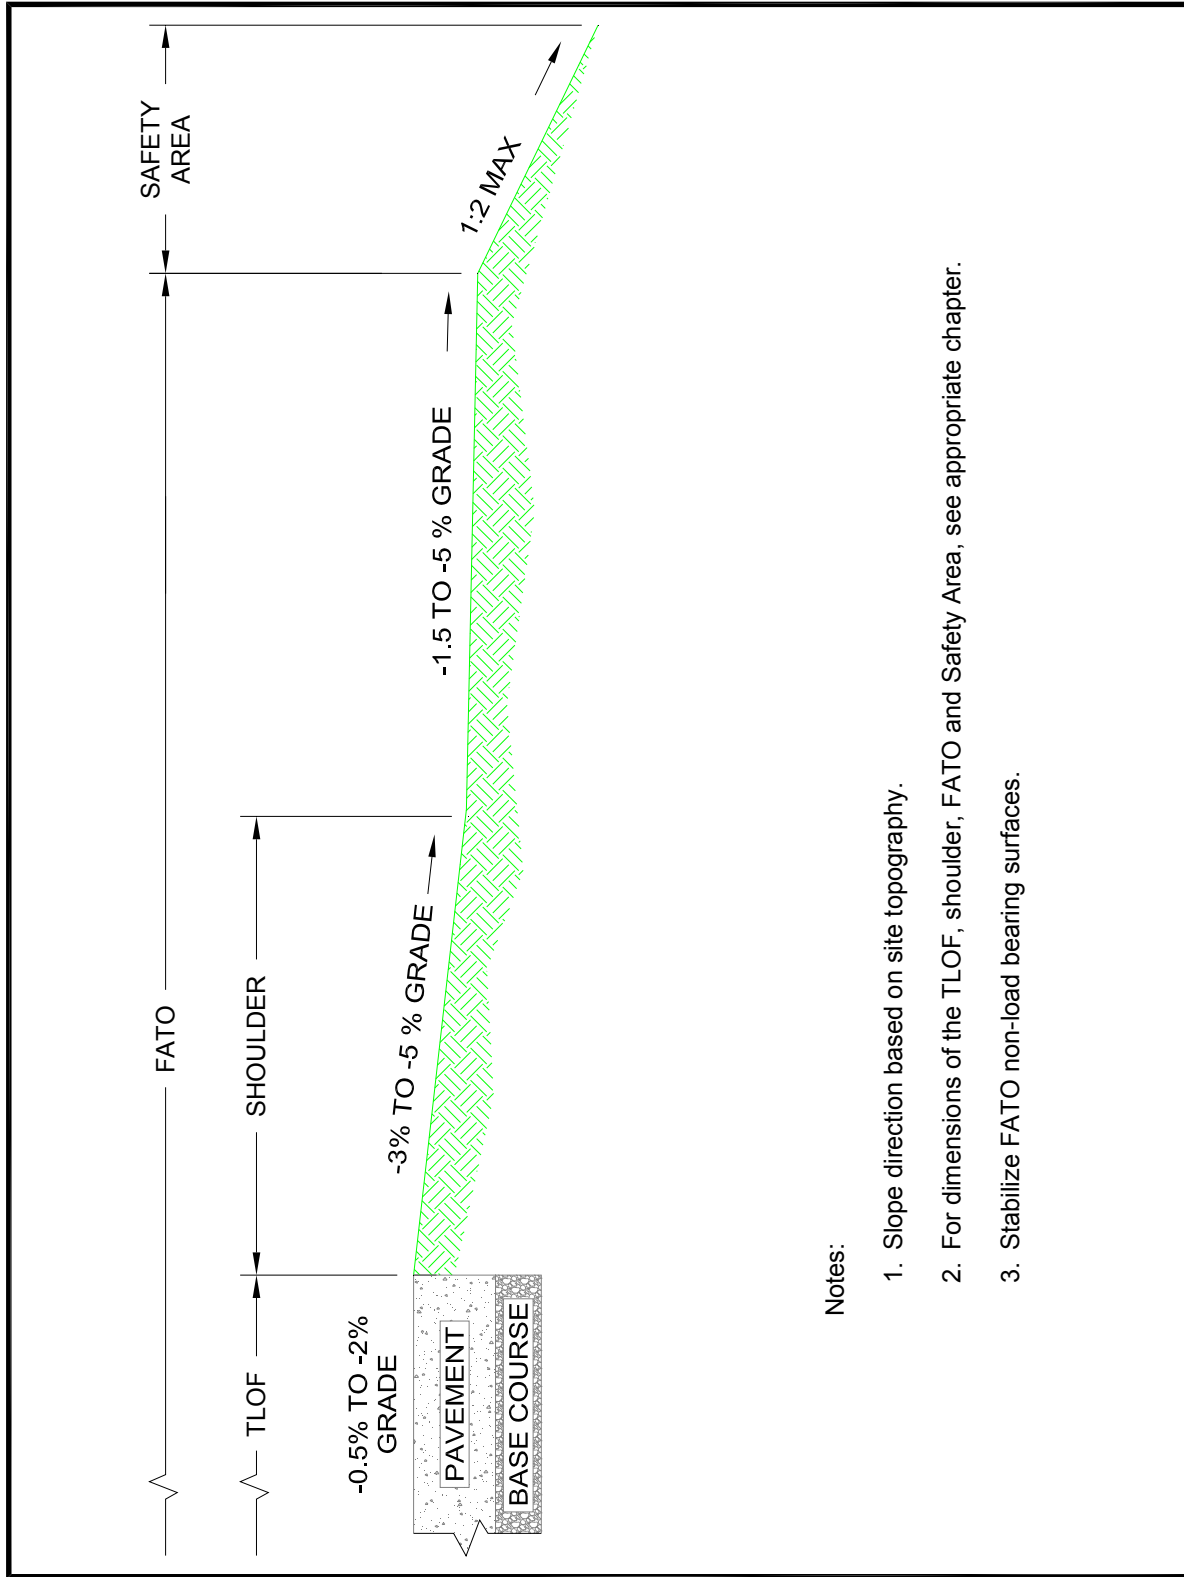 SAFETY
AREA
FATO
SHOULDER
TLOF
1:2 MAX
-1.5 TO -5 % GRADE
-3% TO -5 % GRADE
-0.5% TO -2%
GRADE
PAVEMENT
BASE COURSE
Notes:
1. Slope direction based on site topography.
2. For dimensions of the TLOF, shoulder, FATO and Safety Area, see appropriate chapter.
3. Stabilize FATO non-load bearing surfaces.